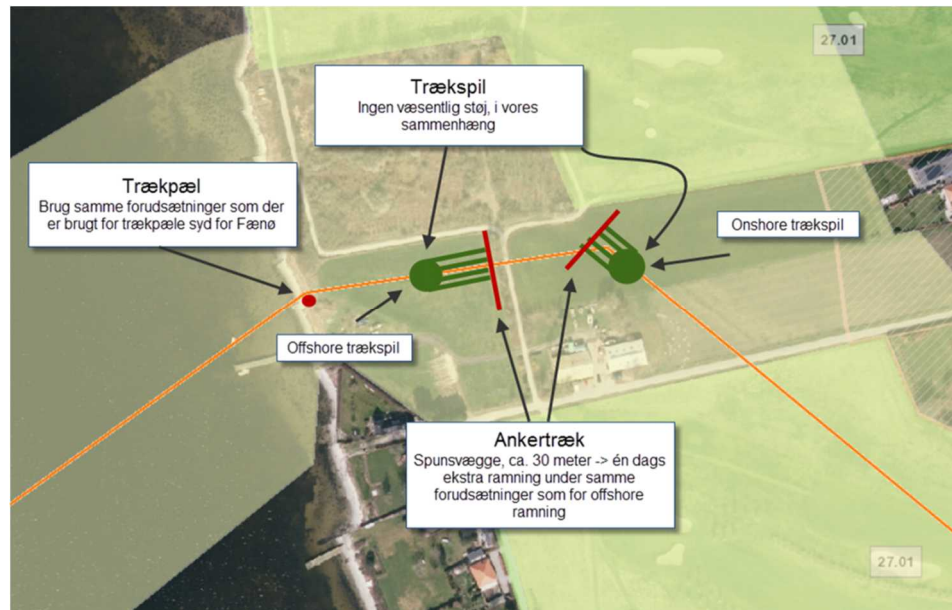 27.01
Trækspil
Ingen væsentlig støj, i vores
sammenhæng
Trækpæl
Brug samme forudsætninger som der
er brugt for trækpæle syd for Fænø
Onshore trækspil
Offshore trækspil
Ankertræk
Spunsvægge, ca. 30 meter -> én dags
ekstra ramning under samme
forudsætninger som for offshore
ramning
27.01